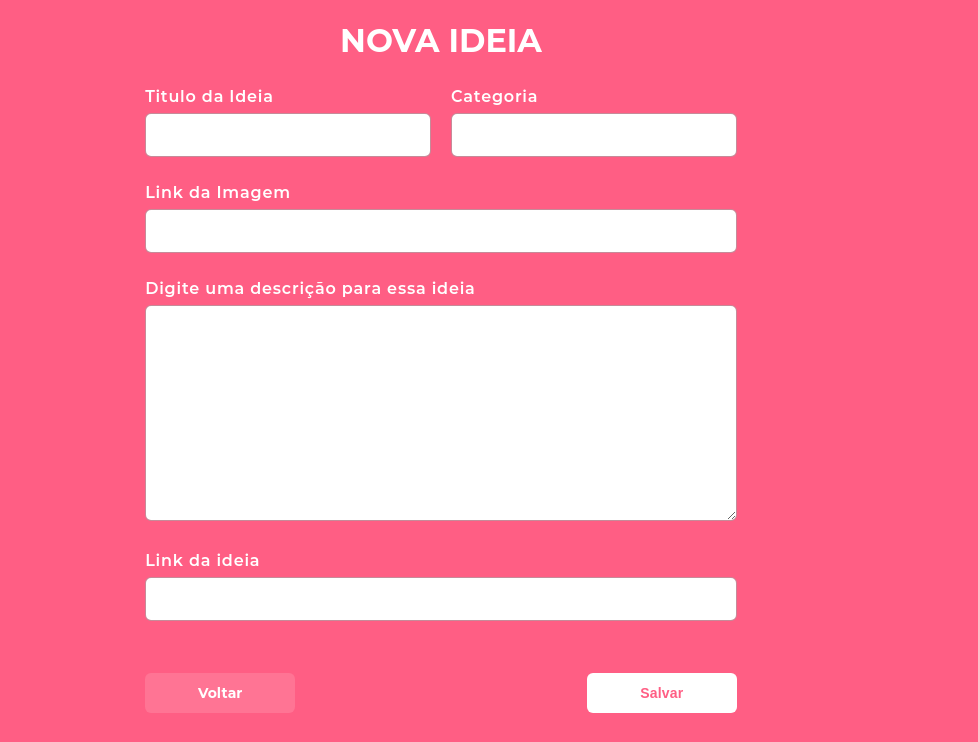 NOVA IDEIA
Titulo da Ideia
Categoria
Link da Imagem
Digite uma descrição para essa ideia
Link da ideia
Voltar
Salvar